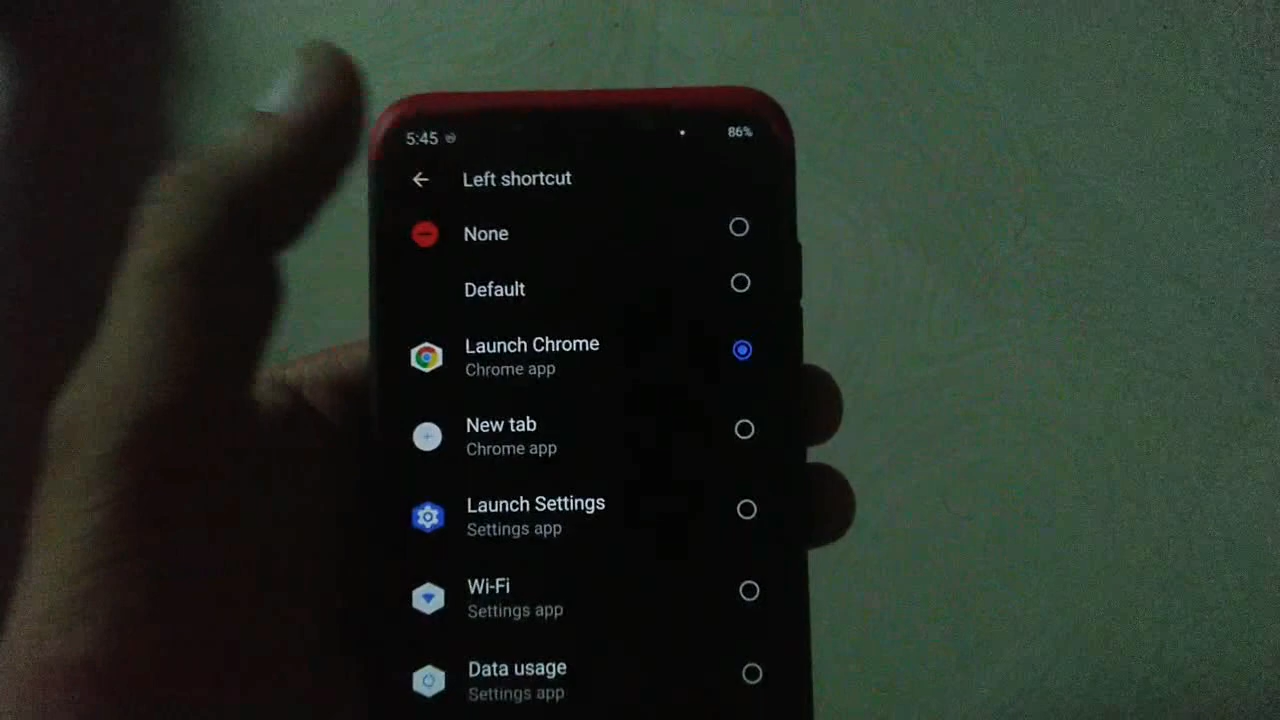 5:45
86%
Left shortcut
None
Default
Launch Chrome
Chrome app
New tab
Chrome app
Launch Settings
Settings app
Wi-Fi
Settings app
Data usage
Settings app